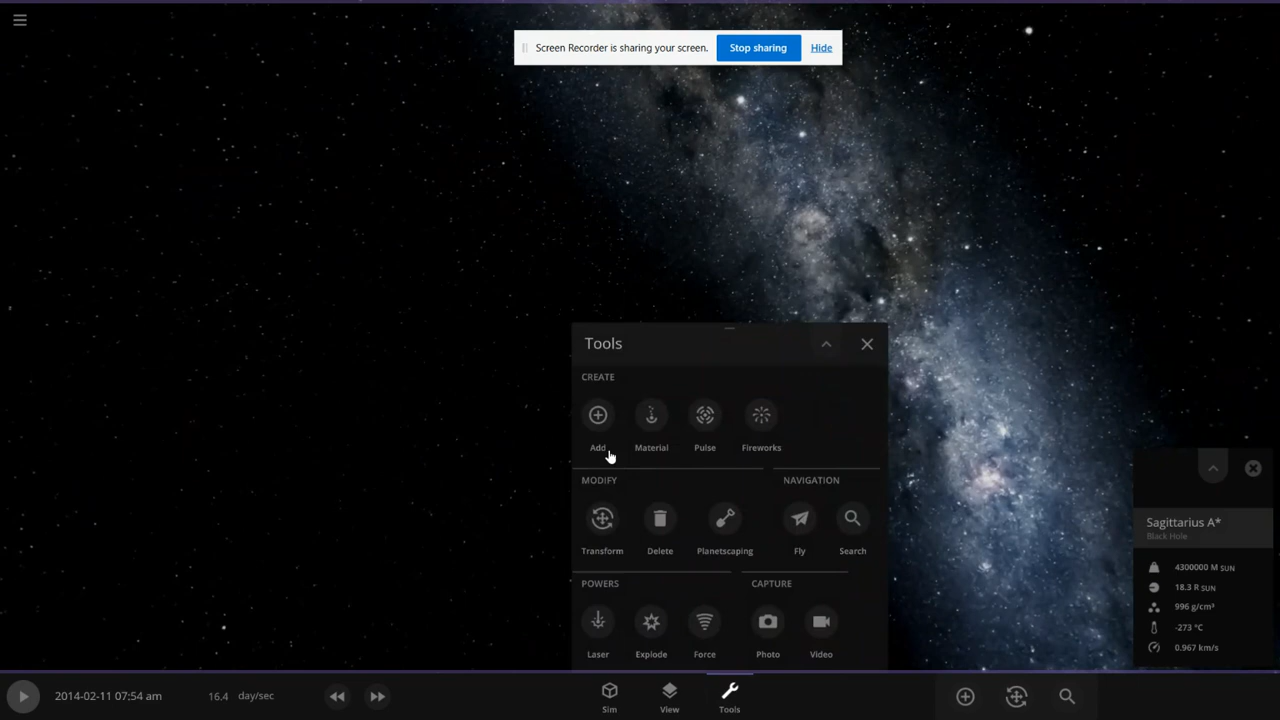 Screen Recorder is sharing your screen. Stop sharing Hide
Tools
CREATE
Add Material Pulse Fireworks
MODIFY NAVIGATION
Transform Delete Planetscaping Fly Search
POWERS CAPTURE
Laser Explode Force Photo Video
Sagittarius A*
Black Hole
4300000 M SUN
18.3 R SUN
996 g/cm³
-273 °C
0.967 km/s
2014-02-11 07:54 am 16.4 day/sec Sim View Tools